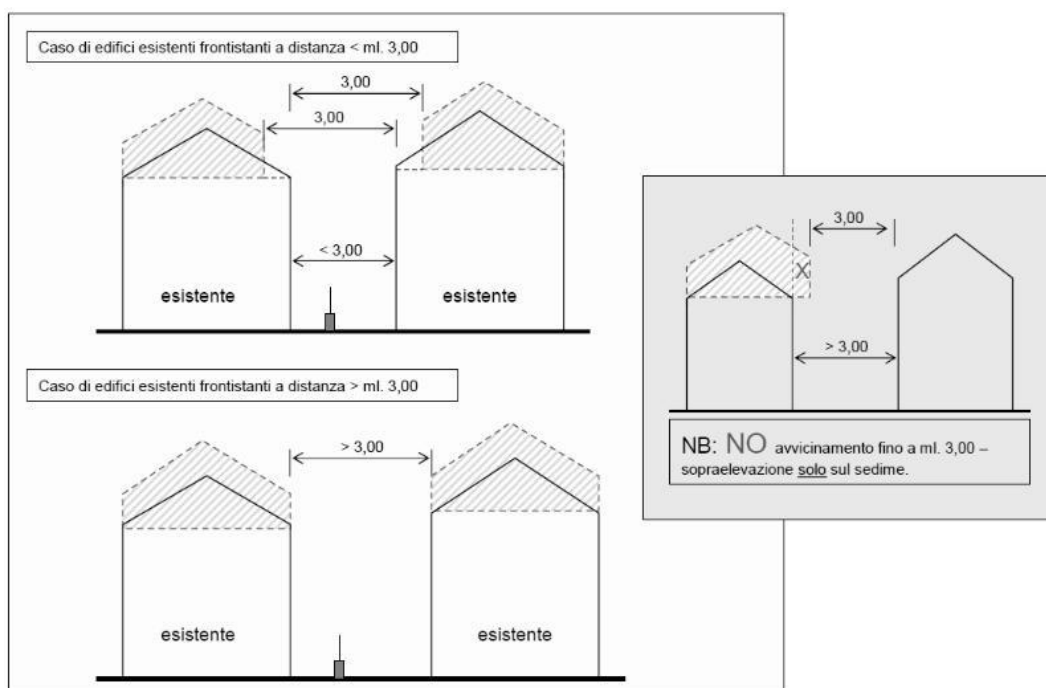 Caso di edifici esistenti frontistanti a distanza < ml. 3,00
3,00
3,00
< 3,00
esistente
esistente
Caso di edifici esistenti frontistanti a distanza > ml. 3,00
> 3,00
esistente
esistente
3,00
X
> 3,00
NB: NO avvicinamento fino a ml. 3,00 –
sopraelevazione solo sul sedime.